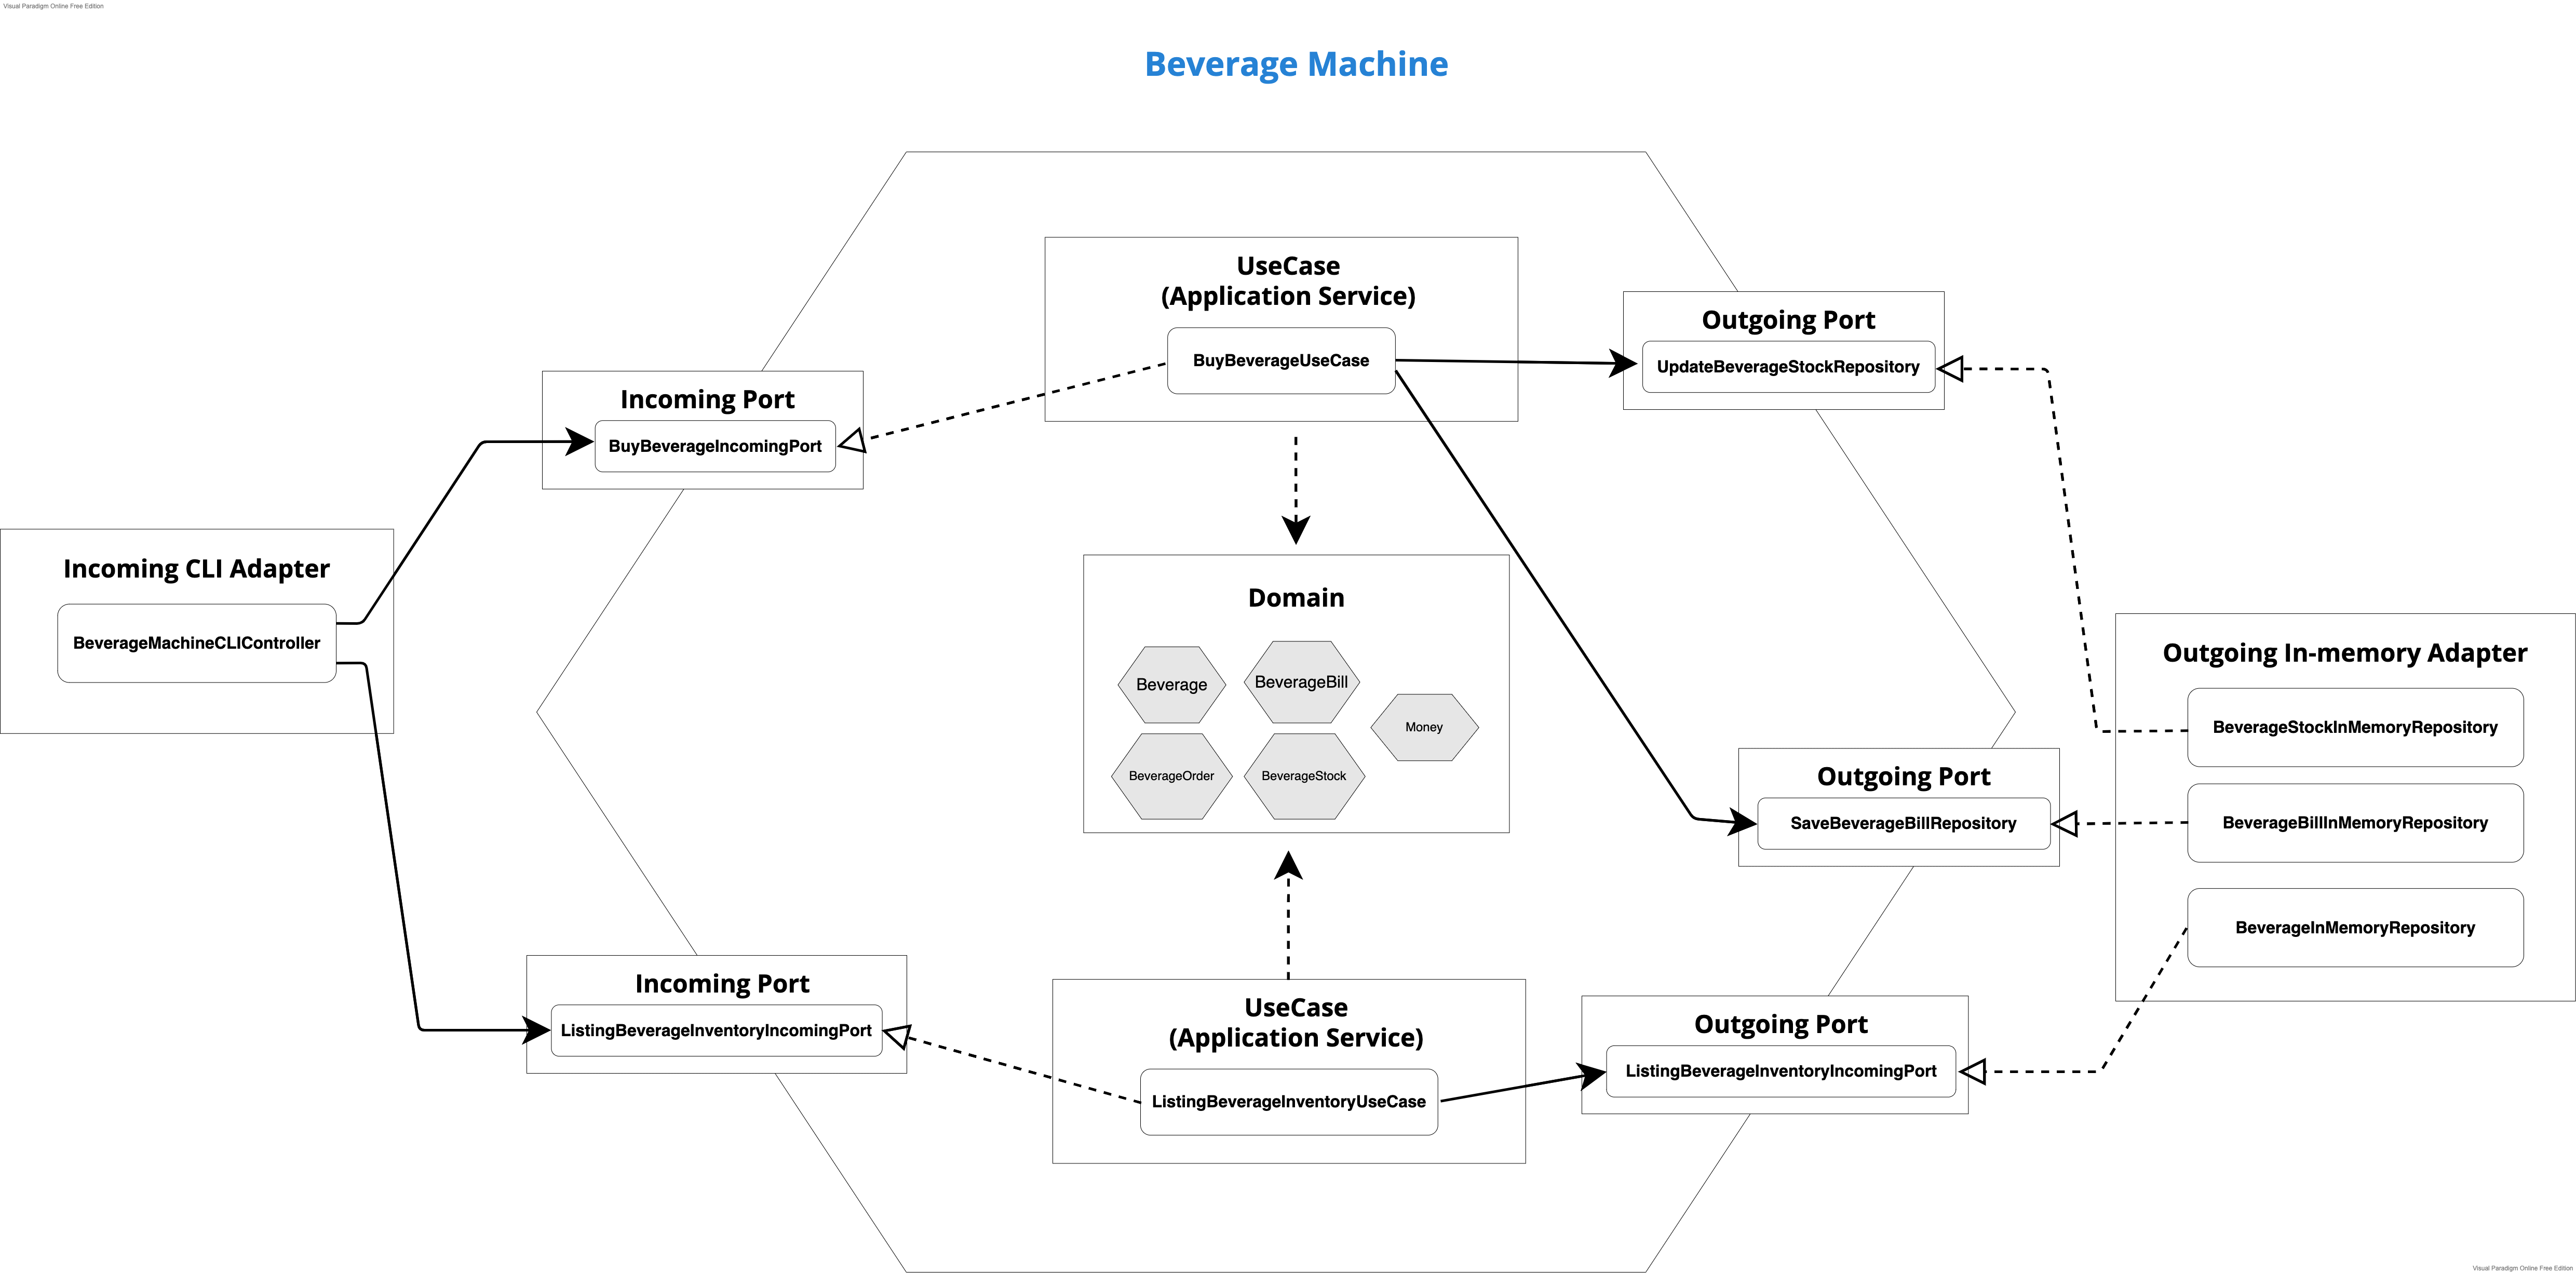 Visual Paradigm Online Free Edition
Beverage Machine
UseCase
(Application Service)
BuyBeverageUseCase
Outgoing Port
UpdateBeverageStockRepository
Incoming Port
BuyBeverageIncomingPort
Incoming CLI Adapter
BeverageMachineCLIController
Domain
Beverage
BeverageBill
Money
BeverageOrder
BeverageStock
Outgoing In-memory Adapter
BeverageStockInMemoryRepository
BeverageBillInMemoryRepository
BeverageInMemoryRepository
Outgoing Port
SaveBeverageBillRepository
Incoming Port
ListingBeverageInventoryIncomingPort
UseCase
(Application Service)
ListingBeverageInventoryUseCase
Outgoing Port
ListingBeverageInventoryIncomingPort
Visual Paradigm Online Free Edition